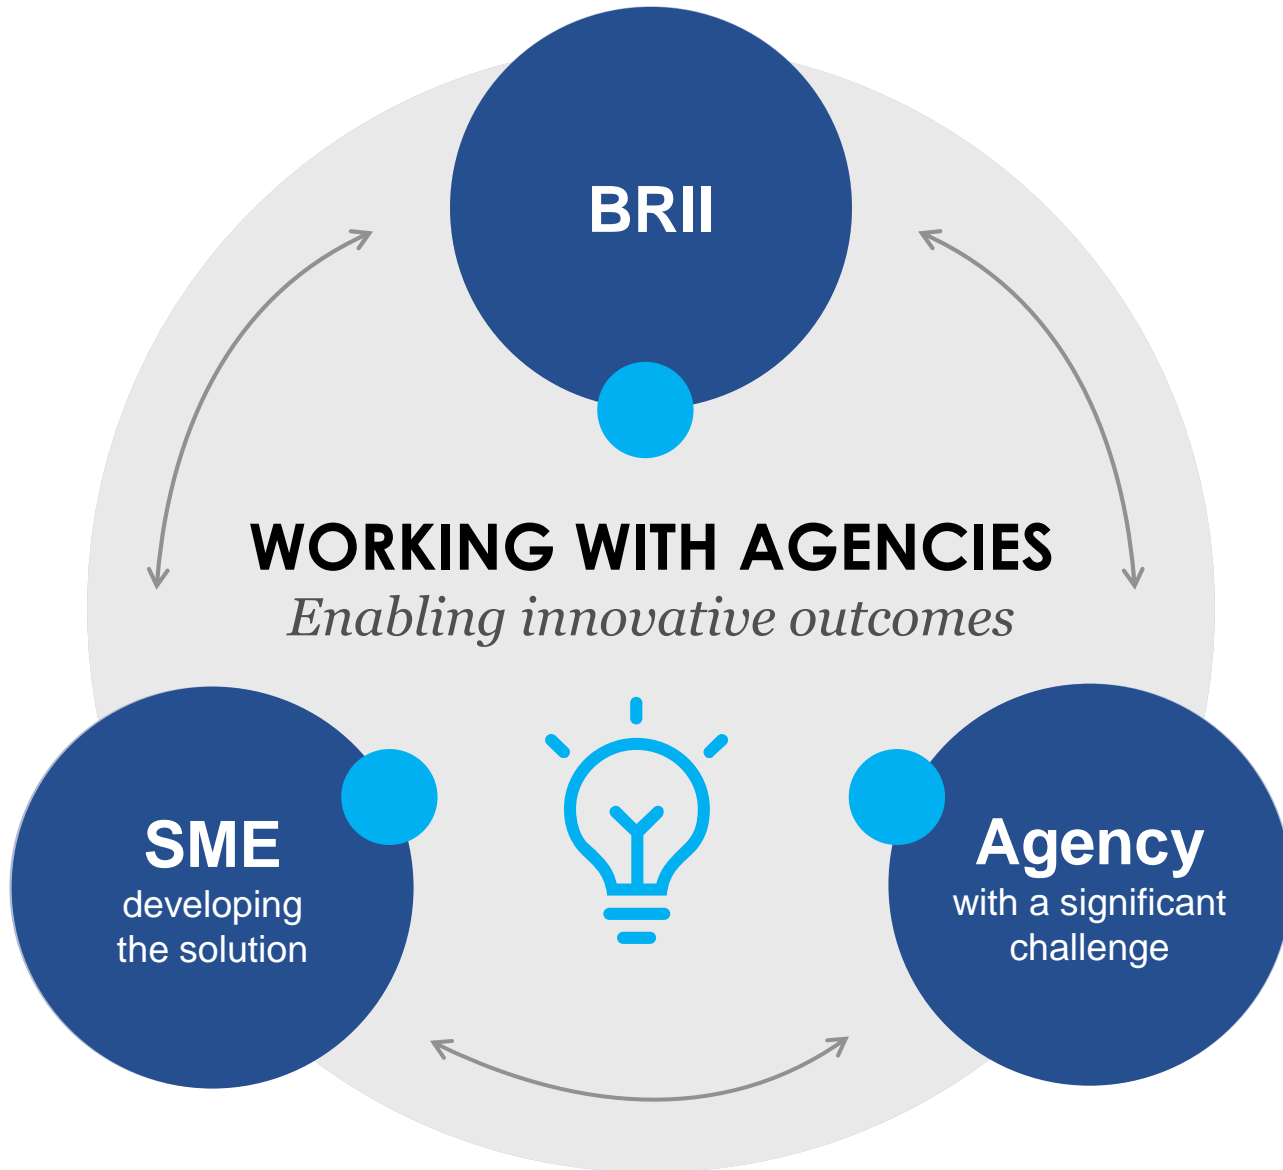 BRII
WORKING WITH AGENCIES
Enabling innovative outcomes
SME
developing
the solution
Agency
with a significant
challenge